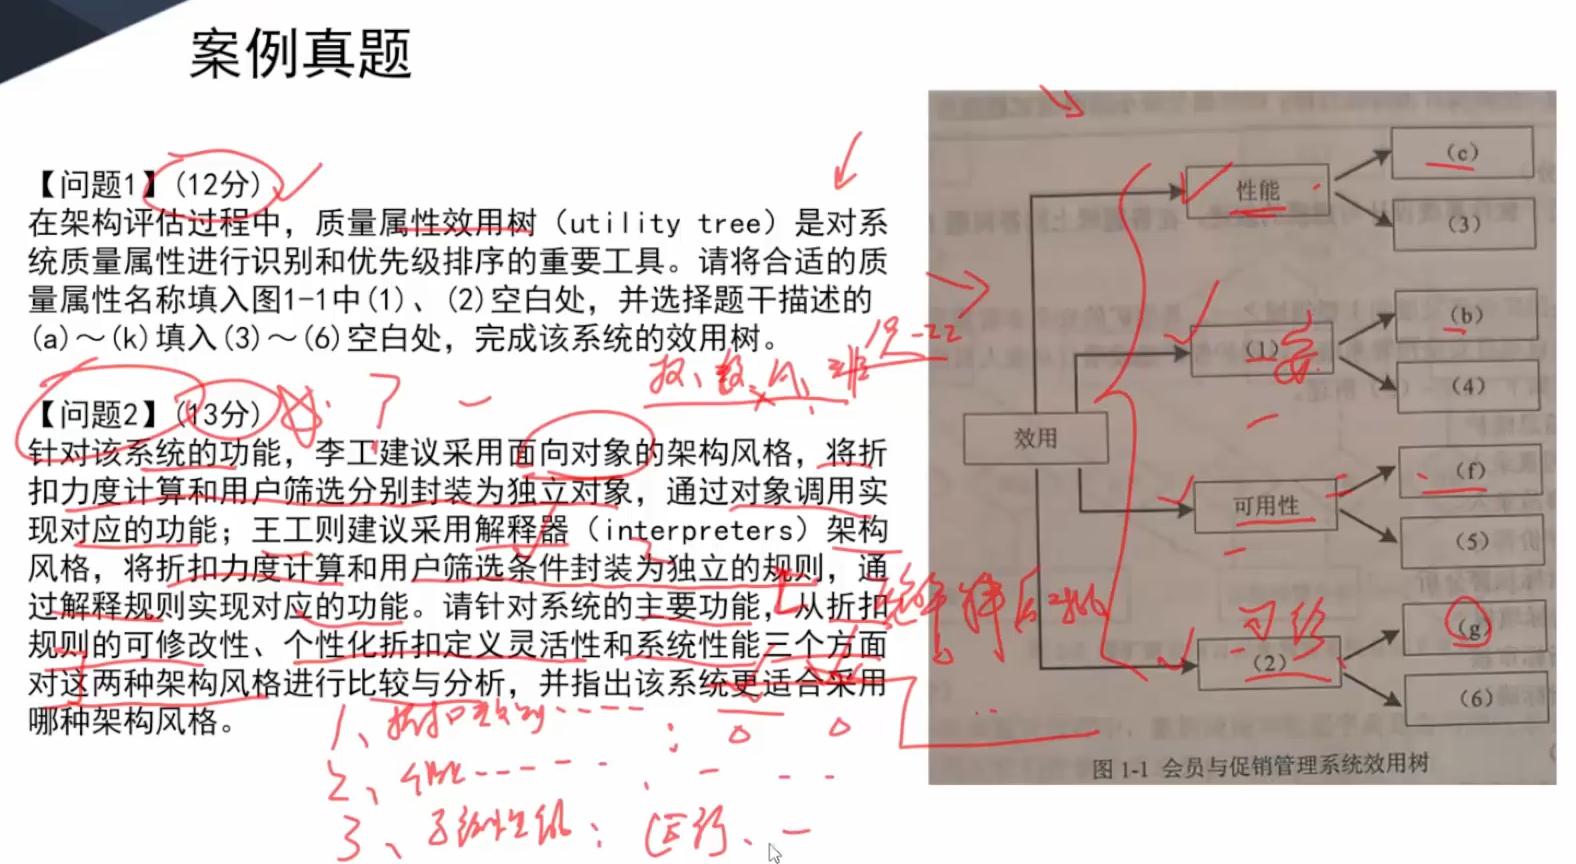 案例真题
【问题1】(12分)
在架构评估过程中，质量属性效用树（utility tree）是对系
统质量属性进行识别和优先级排序的重要工具。请将合适的质
量属性名称填入图1-1中(1)、(2)空白处，并选择题干描述的
(a)～(k)填入(3)～(6)空白处，完成该系统的效用树。
【问题2】(13分)
针对该系统的功能，李工建议采用面向对象的架构风格，将折
扣力度计算和用户筛选分别封装为独立对象，通过对象调用实
现对应的功能；王工则建议采用解释器（interpreters）架构
风格，将折扣力度计算和用户筛选条件封装为独立的规则，通
过解释规则实现对应的功能。请针对系统的主要功能，从折扣
规则的可修改性、个性化折扣定义灵活性和系统性能三个方面
对这两种架构风格进行比较与分析，并指出该系统更适合采用
哪种架构风格。
19-22
1、
2、
3、系统性能：
效用
性能
(c)
(3)
(1)安
(b)
(4)
可用性
(f)
(5)
(2)
(g)
(6)
图 1-1 会员与促销管理系统效用树